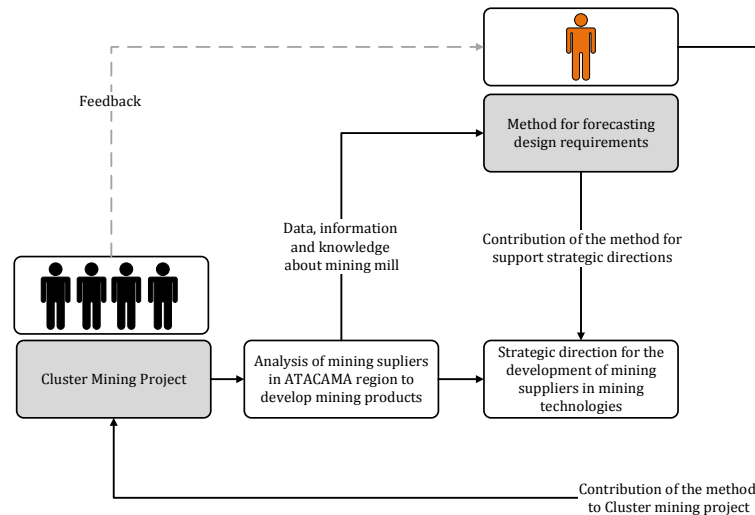 Feedback
Method for forecasting
design requirements
Data, information
and knowledge
about mining mill
Contribution of the method for
support strategic directions
Cluster Mining Project
Analysis of mining supliers
in ATACAMA region to
develop mining products
Strategic direction for the
development of mining
suppliers in mining
technologies
Contribution of the method
to Cluster mining project